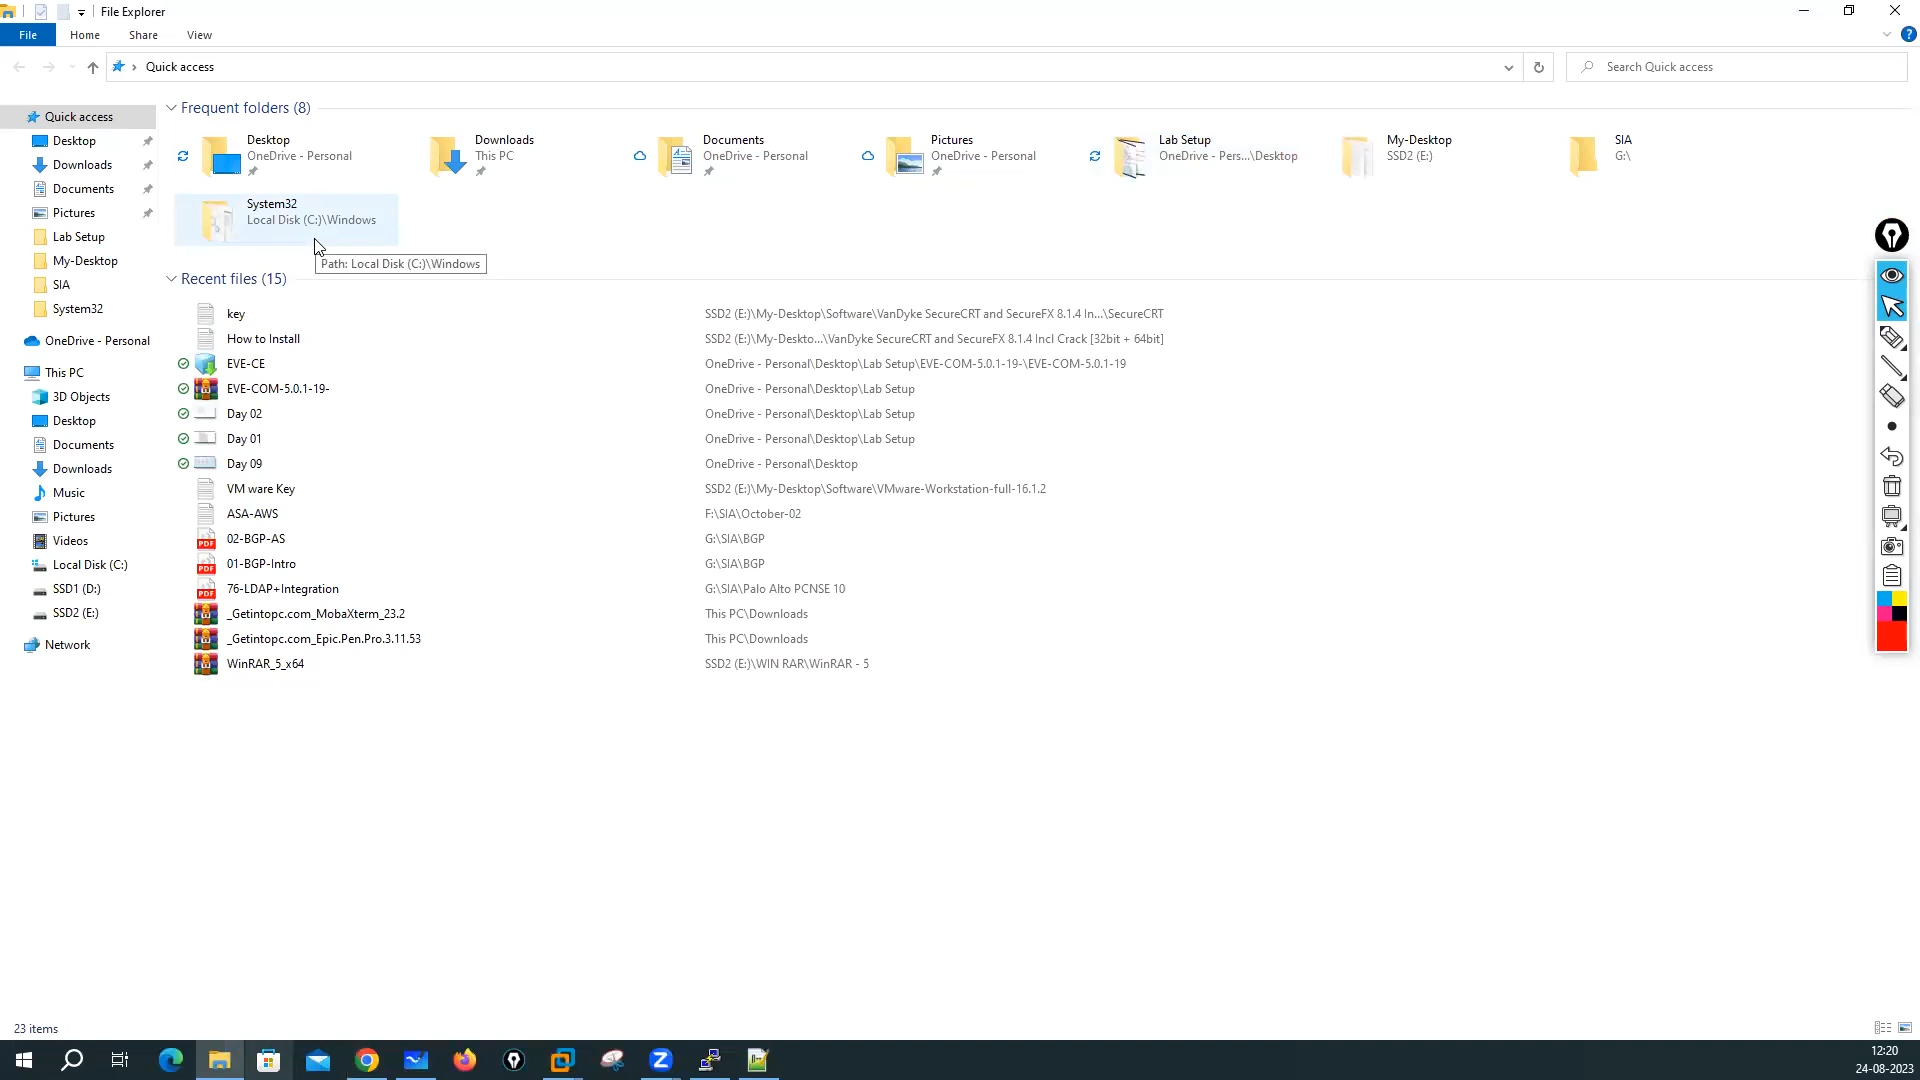 File Explorer
File Home Share View
Quick access
Search Quick access
Quick access
Desktop
Downloads
Documents
Pictures
Lab Setup
My-Desktop
SIA
System32
OneDrive - Personal
This PC
3D Objects
Desktop
Documents
Downloads
Music
Pictures
Videos
Local Disk (C:)
SSD1 (D:)
SSD2 (E:)
Network
Frequent folders (8)
Desktop
OneDrive - Personal
Downloads
This PC
Documents
OneDrive - Personal
Pictures
OneDrive - Personal
Lab Setup
OneDrive - Pers...\Desktop
My-Desktop
SSD2 (E:)
SIA
G:\
System32
Local Disk (C:)\Windows
Path: Local Disk (C:)\Windows
Recent files (15)
key SSD2 (E:)\My-Desktop\Software\VanDyke SecureCRT and SecureFX 8.1.4 In...\SecureCRT
How to Install SSD2 (E:)\My-Deskto...\VanDyke SecureCRT and SecureFX 8.1.4 Incl Crack [32bit + 64bit]
EVE-CE OneDrive - Personal\Desktop\Lab Setup\EVE-COM-5.0.1-19-\EVE-COM-5.0.1-19
EVE-COM-5.0.1-19- OneDrive - Personal\Desktop\Lab Setup
Day 02 OneDrive - Personal\Desktop\Lab Setup
Day 01 OneDrive - Personal\Desktop\Lab Setup
Day 09 OneDrive - Personal\Desktop
VM ware Key SSD2 (E:)\My-Desktop\Software\VMware-Workstation-full-16.1.2
ASA-AWS F:\SIA\October-02
PDF 02-BGP-AS G:\SIA\BGP
PDF 01-BGP-Intro G:\SIA\BGP
PDF 76-LDAP+Integration G:\SIA\Palo Alto PCNSE 10
_Getintopc.com_MobaXterm_23.2 This PC\Downloads
_Getintopc.com_Epic.Pen.Pro.3.11.53 This PC\Downloads
WinRAR_5_x64 SSD2 (E:)\WIN RAR\WinRAR - 5
23 items
12:20
24-08-2023